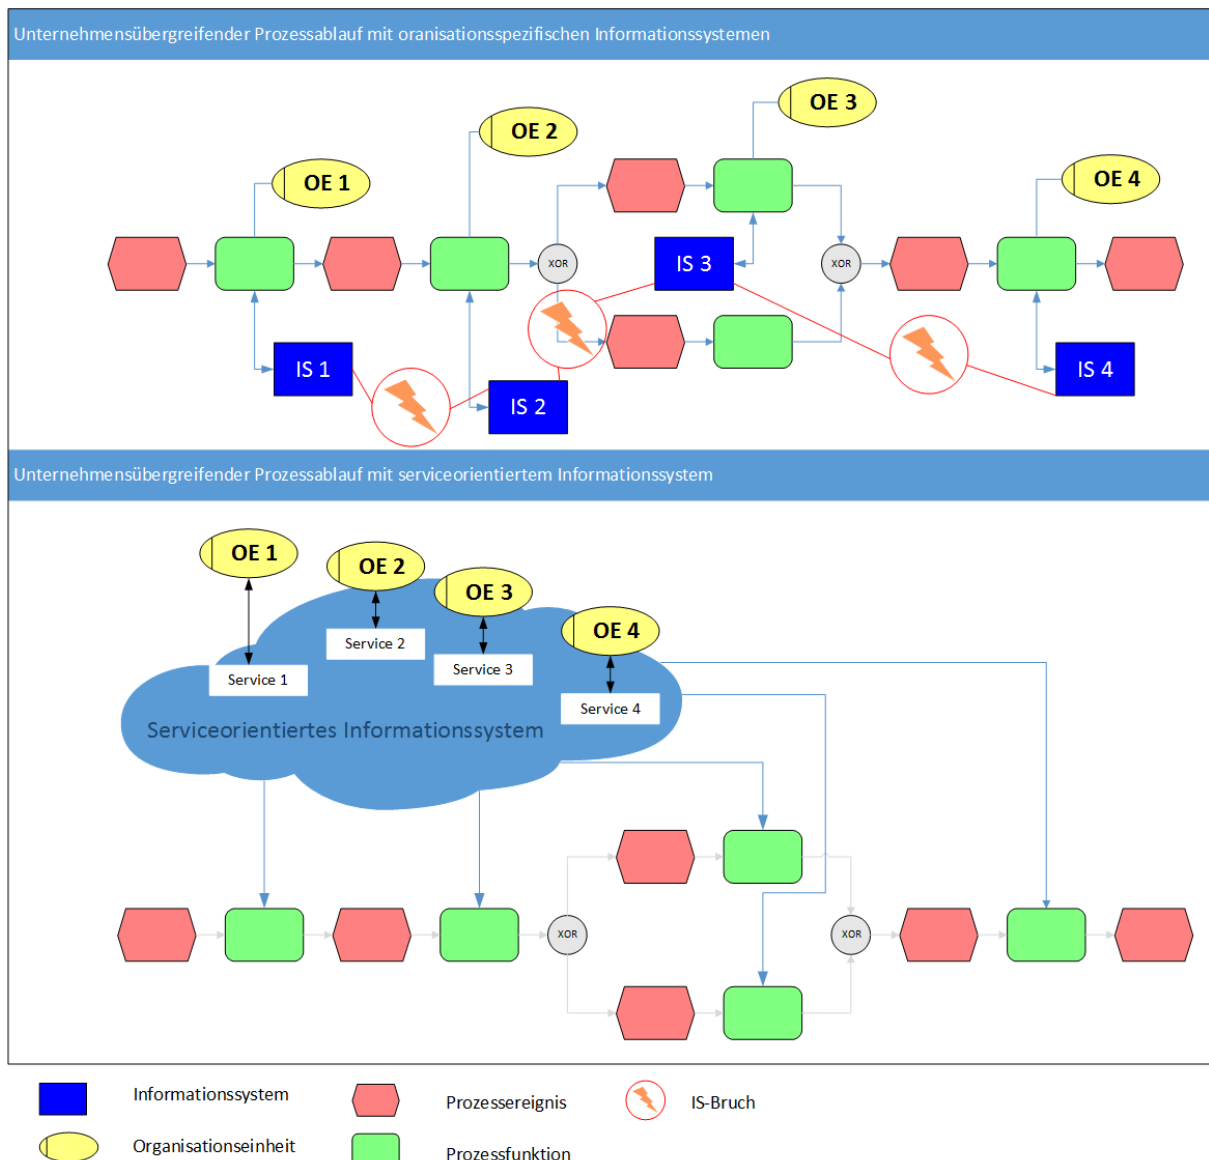 Unternehmensübergreifender Prozessablauf mit oranisationsspezifischen Informationssystemen
OE 3
OE 2
OE 1
OE 4
XOR
IS 3
XOR
IS 1
IS 4
IS 2
Unternehmensübergreifender Prozessablauf mit serviceorientiertem Informationssystem
OE 1
OE 2
OE 3
OE 4
Service 2
Service 3
Service 1
Service 4
Serviceorientiertes Informationssystem
XOR
XOR
Informationssystem
Prozessereignis
IS-Bruch
Organisationseinheit
Prozessfunktion